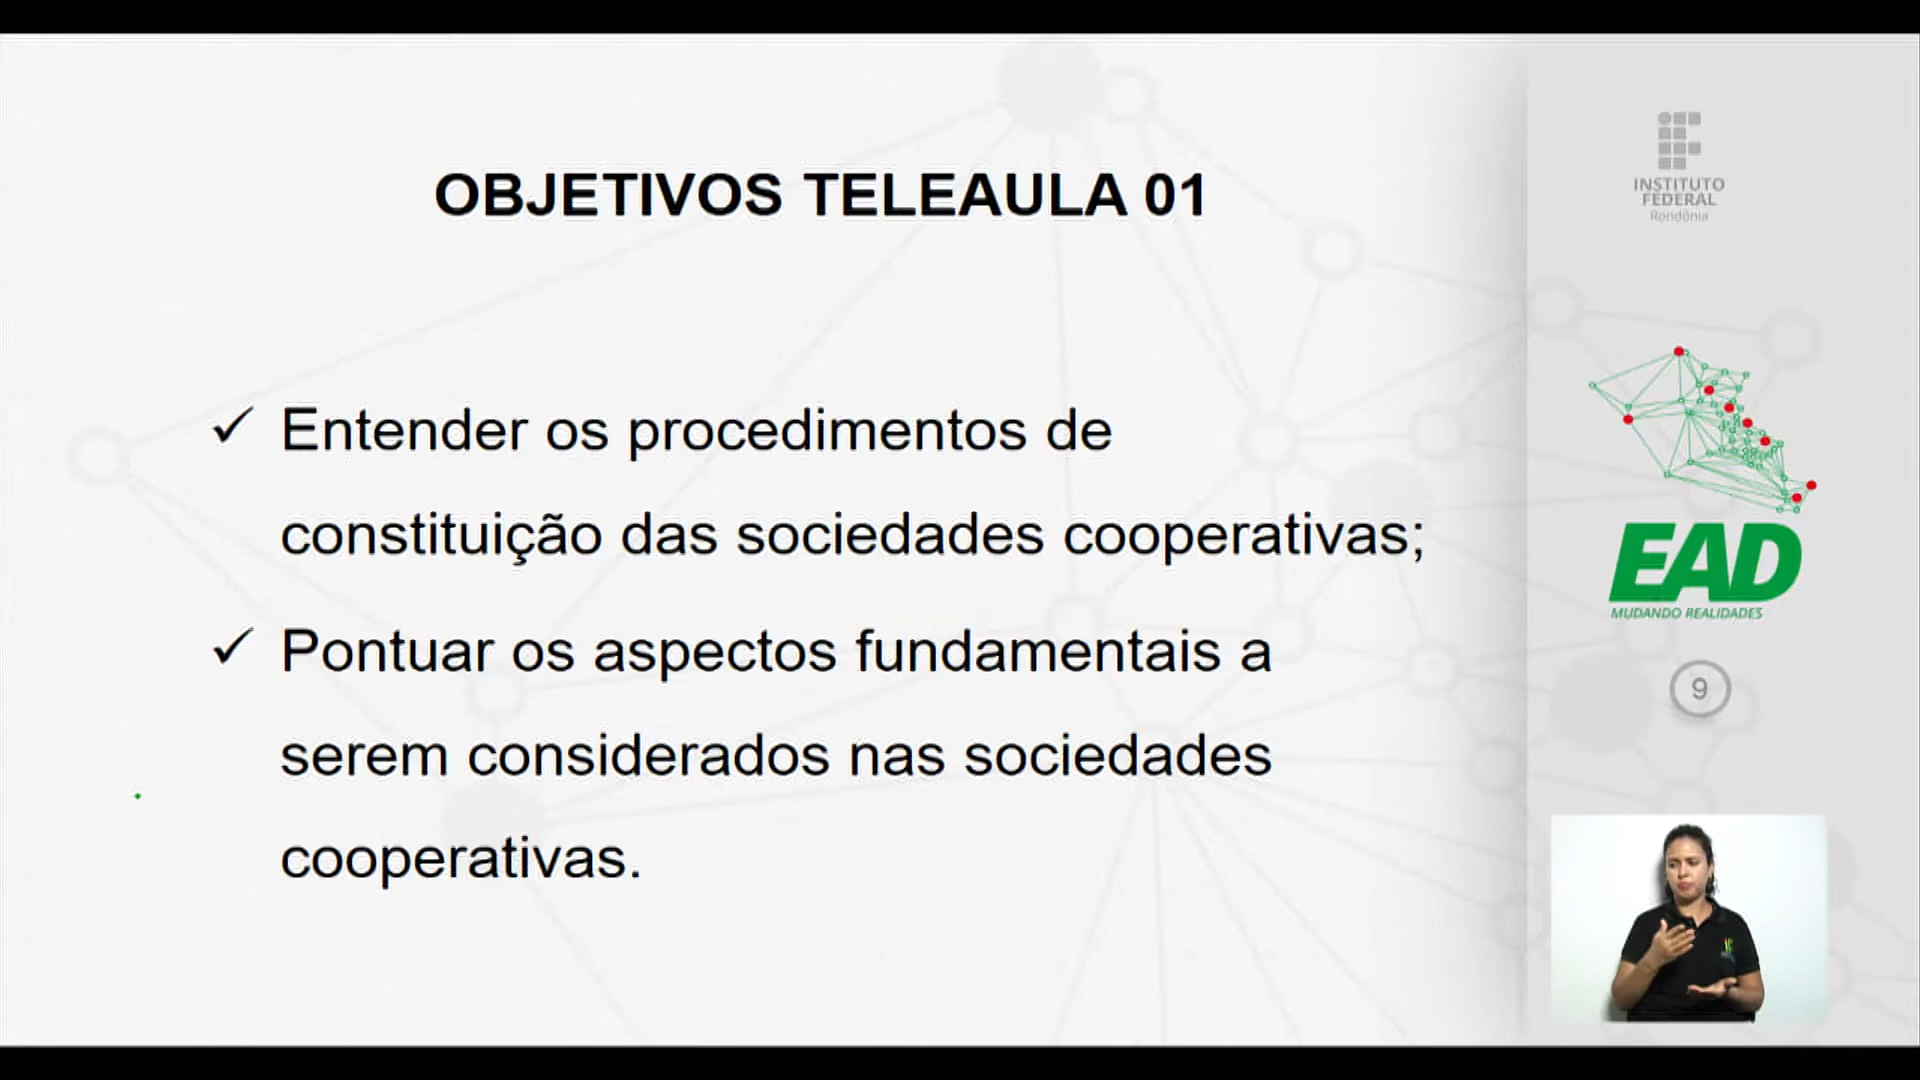 OBJETIVOS TELEAULA 01
✓ Entender os procedimentos de
constituição das sociedades cooperativas;
✓ Pontuar os aspectos fundamentais a
serem considerados nas sociedades
cooperativas.
INSTITUTO
FEDERAL
Rondônia
EAD
MUDANDO REALIDADES
9